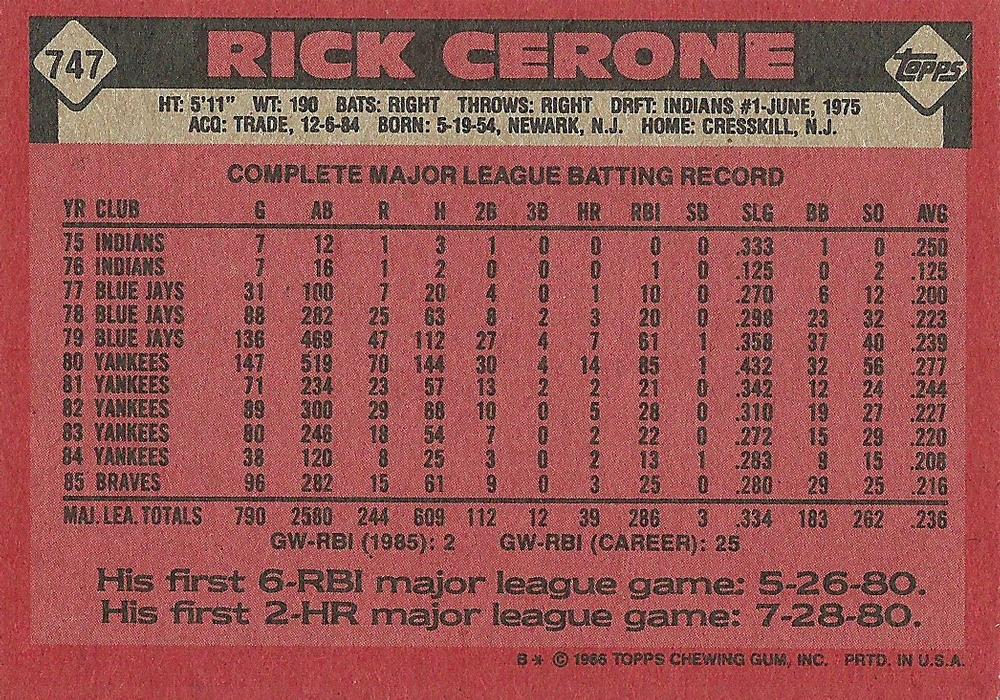 747 RICK CERONE Topps
HT: 5'11" WT: 190 BATS: RIGHT THROWS: RIGHT DRFT: INDIANS #1-JUNE, 1975
ACQ: TRADE, 12-6-84 BORN: 5-19-54, NEWARK, N.J. HOME: CRESSKILL, N.J.
COMPLETE MAJOR LEAGUE BATTING RECORD
YR CLUB G AB R H 2B 3B HR RBI SB SLG BB SO AVG
75 INDIANS 7 12 1 3 1 0 0 0 0 .333 1 0 .250
76 INDIANS 7 16 1 2 0 0 0 1 0 .125 0 2 .125
77 BLUE JAYS 31 100 7 20 4 0 1 10 0 .270 6 12 .200
78 BLUE JAYS 88 282 25 63 8 2 3 20 0 .298 23 32 .223
79 BLUE JAYS 136 469 47 112 27 4 7 61 1 .358 37 40 .239
80 YANKEES 147 519 70 144 30 4 14 85 1 .432 32 56 .277
81 YANKEES 71 234 23 57 13 2 2 21 0 .342 12 24 .244
82 YANKEES 89 300 29 68 10 0 5 28 0 .310 19 27 .227
83 YANKEES 80 246 18 54 7 0 2 22 0 .272 15 29 .220
84 YANKEES 38 120 8 25 3 0 2 13 1 .283 9 15 .208
85 BRAVES 96 282 15 61 9 0 3 25 0 .280 29 25 .216
MAJ. LEA. TOTALS 790 2580 244 609 112 12 39 286 3 .334 183 262 .236
GW-RBI (1985): 2 GW-RBI (CAREER): 25
His first 6-RBI major league game: 5-26-80.
His first 2-HR major league game: 7-28-80.
B* © 1986 TOPPS CHEWING GUM, INC. PRTD. IN U.S.A.